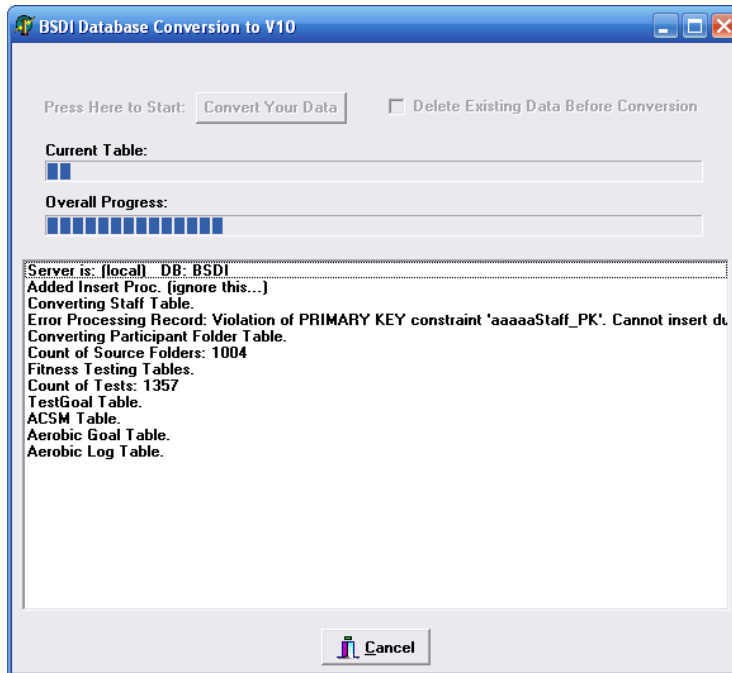 BSDI Database Conversion to V10
Press Here to Start: Convert Your Data Delete Existing Data Before Conversion
Current Table:
Overall Progress:
Server is: (local) DB: BSDI
Added Insert Proc. (ignore this...)
Converting Staff Table.
Error Processing Record: Violation of PRIMARY KEY constraint 'aaaaaStaff_PK'. Cannot insert du
Converting Participant Folder Table.
Count of Source Folders: 1004
Fitness Testing Tables.
Count of Tests: 1357
TestGoal Table.
ACSM Table.
Aerobic Goal Table.
Aerobic Log Table.
Cancel